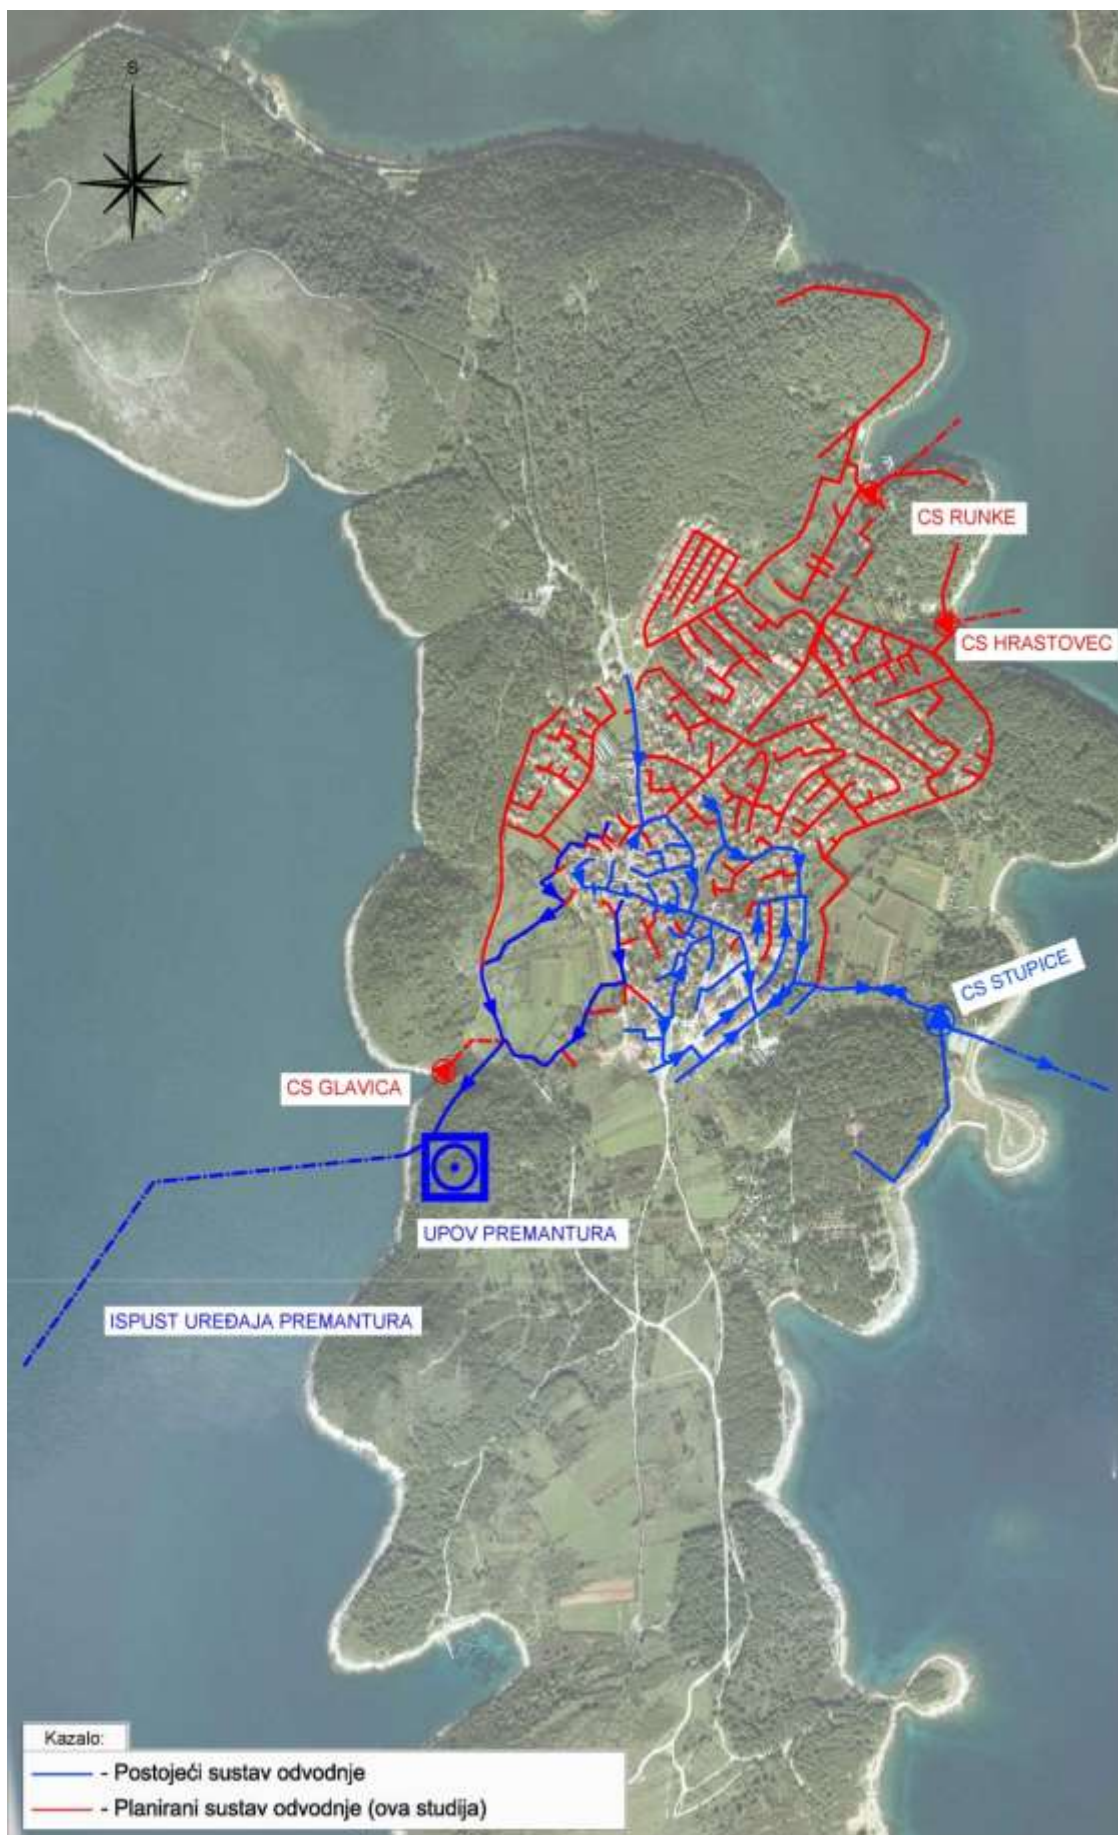 S
CS RUNKE
CS HRASTOVEC
CS STUPICE
CS GLAVICA
UPOV PREMANTURA
ISPUST UREĐAJA PREMANTURA
Kazalo:
- Postojeći sustav odvodnje
- Planirani sustav odvodnje (ova studija)